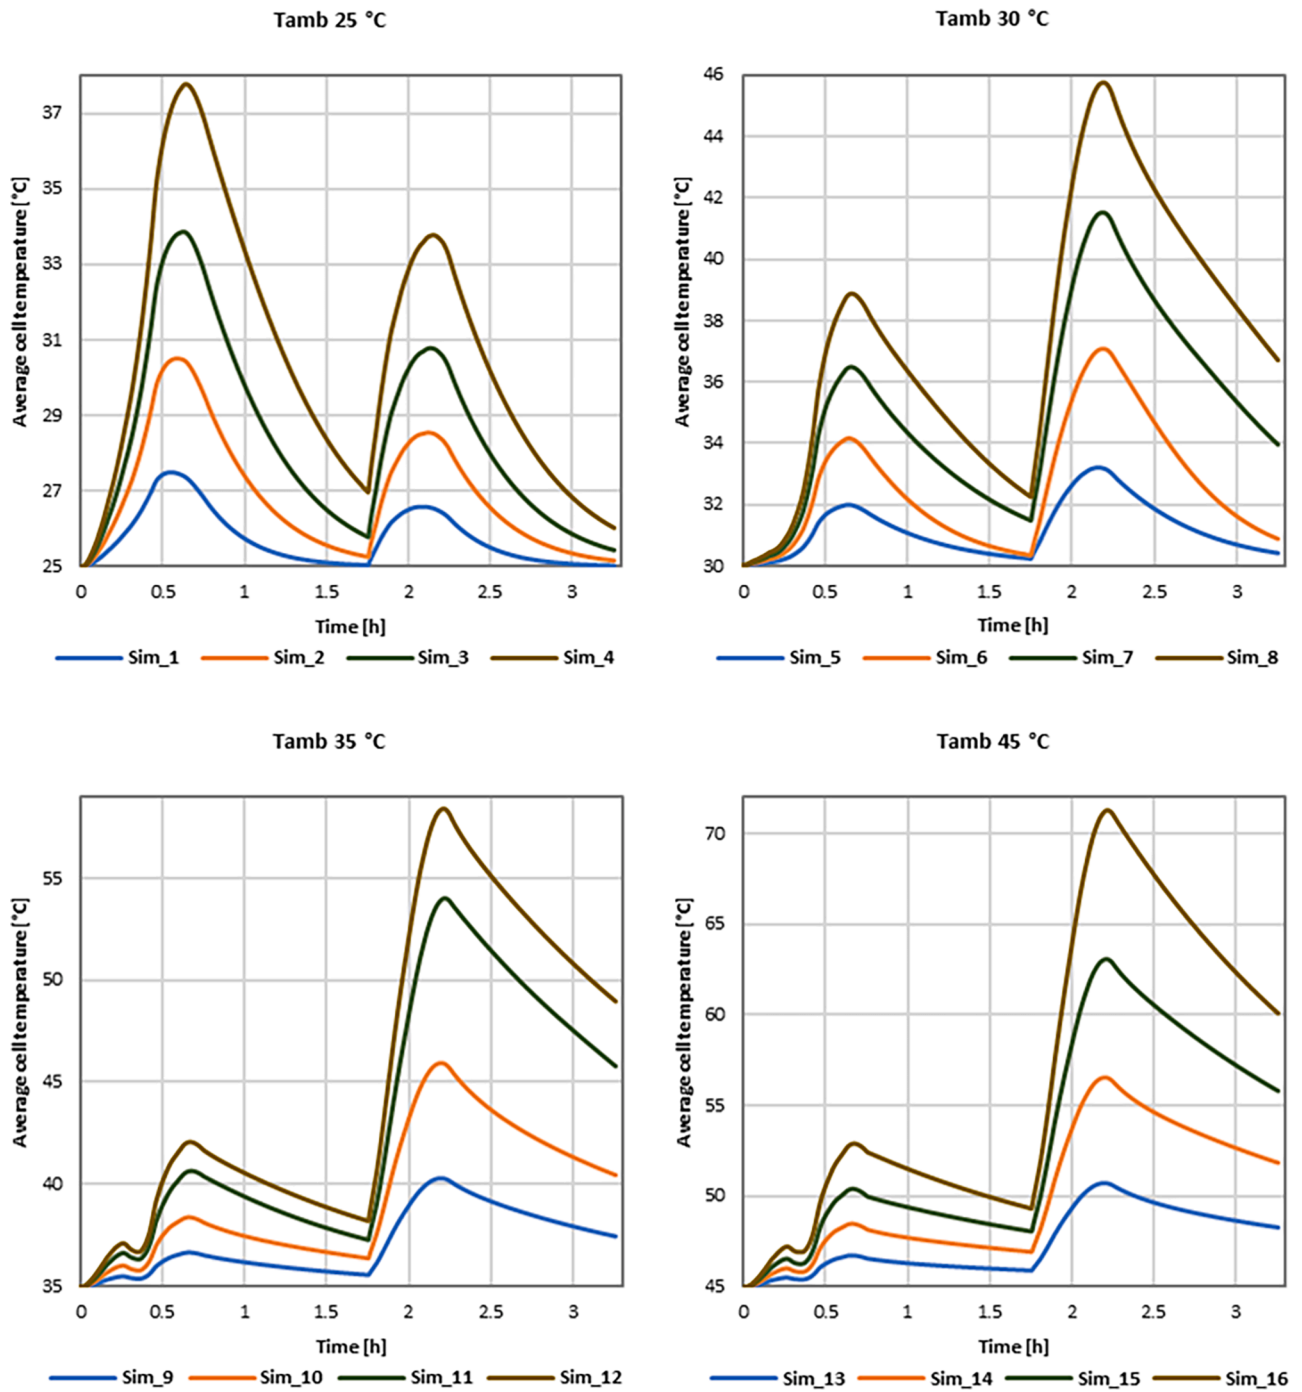 Tamb 25 °C
Average cell temperature [°C]
37
35
33
31
29
27
25
0 0.5 1 1.5 2 2.5 3
Time [h]
Sim_1 Sim_2 Sim_3 Sim_4
Tamb 30 °C
Average cell temperature [°C]
46
44
42
40
38
36
34
32
30
0 0.5 1 1.5 2 2.5 3
Time [h]
Sim_5 Sim_6 Sim_7 Sim_8
Tamb 35 °C
Average cell temperature [°C]
55
50
45
40
35
0 0.5 1 1.5 2 2.5 3
Time [h]
Sim_9 Sim_10 Sim_11 Sim_12
Tamb 45 °C
Average cell temperature [°C]
70
65
60
55
50
45
0 0.5 1 1.5 2 2.5 3
Time [h]
Sim_13 Sim_14 Sim_15 Sim_16